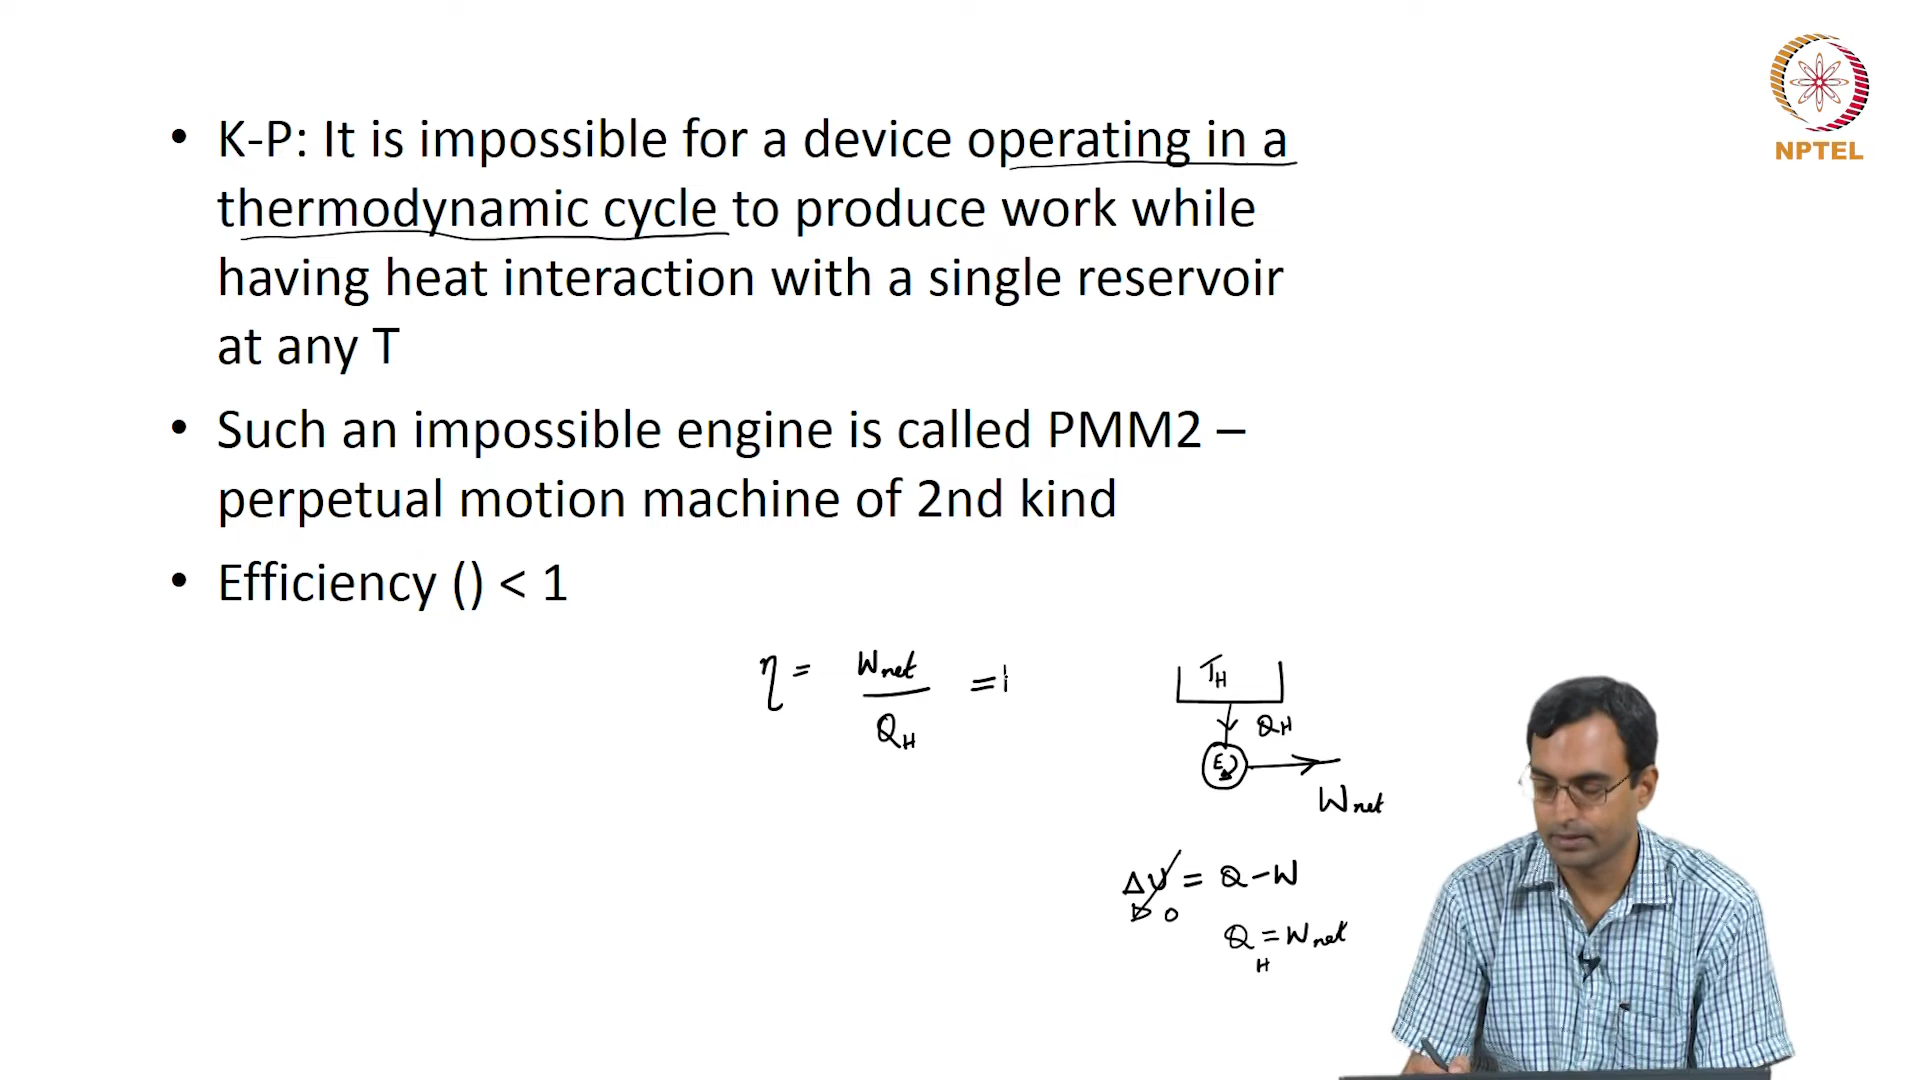 • K-P: It is impossible for a device operating in a
thermodynamic cycle to produce work while
having heat interaction with a single reservoir
at any T
• Such an impossible engine is called PMM2 –
perpetual motion machine of 2nd kind
• Efficiency () < 1
η = Wnet / QH = 1
TH
QH
E
Wnet
ΔU = Q - W
0
QH = Wnet
NPTEL